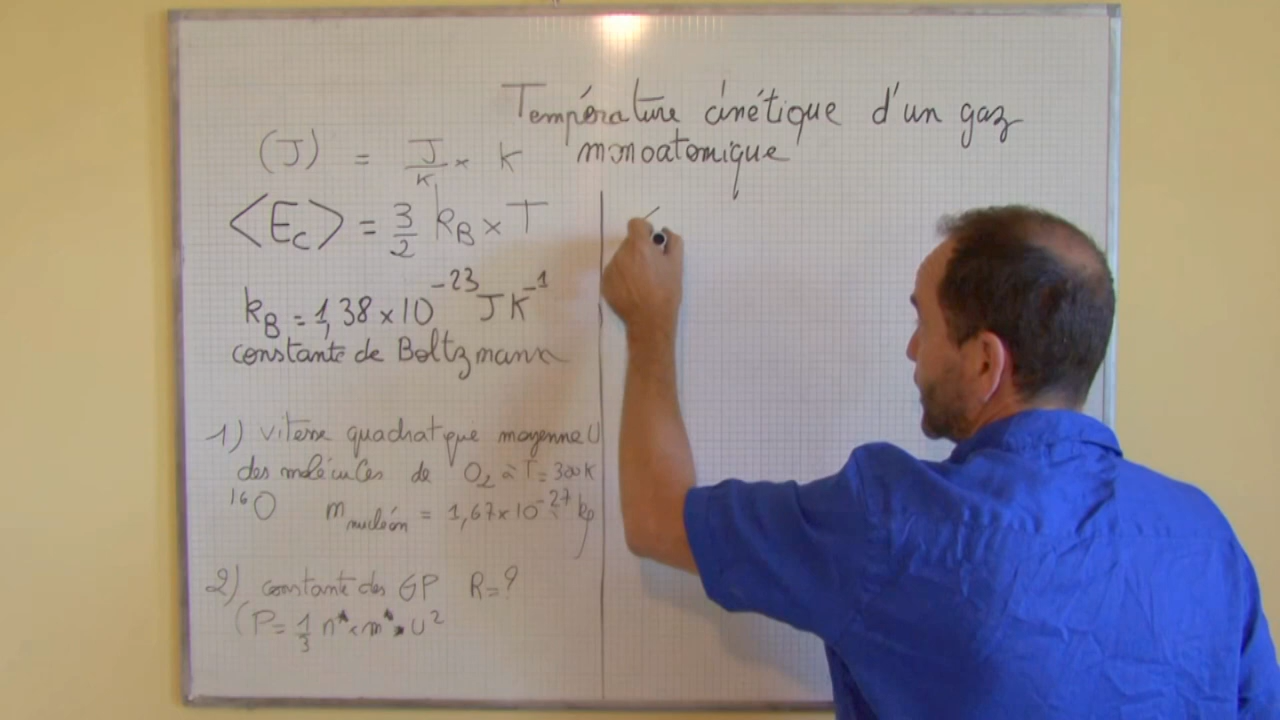 Température cinétique d'un gaz
monoatomique
(J) = J/K × K
<Ec> = 3/2 kB × T
kB = 1,38 × 10^-23 J K^-1
constante de Boltzmann
1) vitesse quadratique moyenne U
des molécules de O2 à T = 300K
16O m nucléon = 1,67 × 10^-27 kg
2) constante des GP R = ?
(P = 1/3 n* × m* × U²